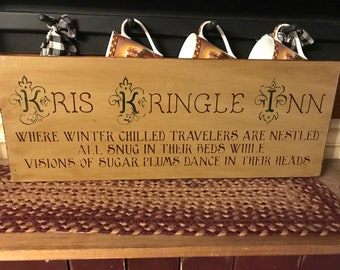 KRIS KRINGLE INN
WHERE WINTER CHILLED TRAVELERS ARE NESTLED
ALL SNUG IN THEIR BEDS WHILE
VISIONS OF SUGAR PLUMS DANCE IN THEIR HEADS